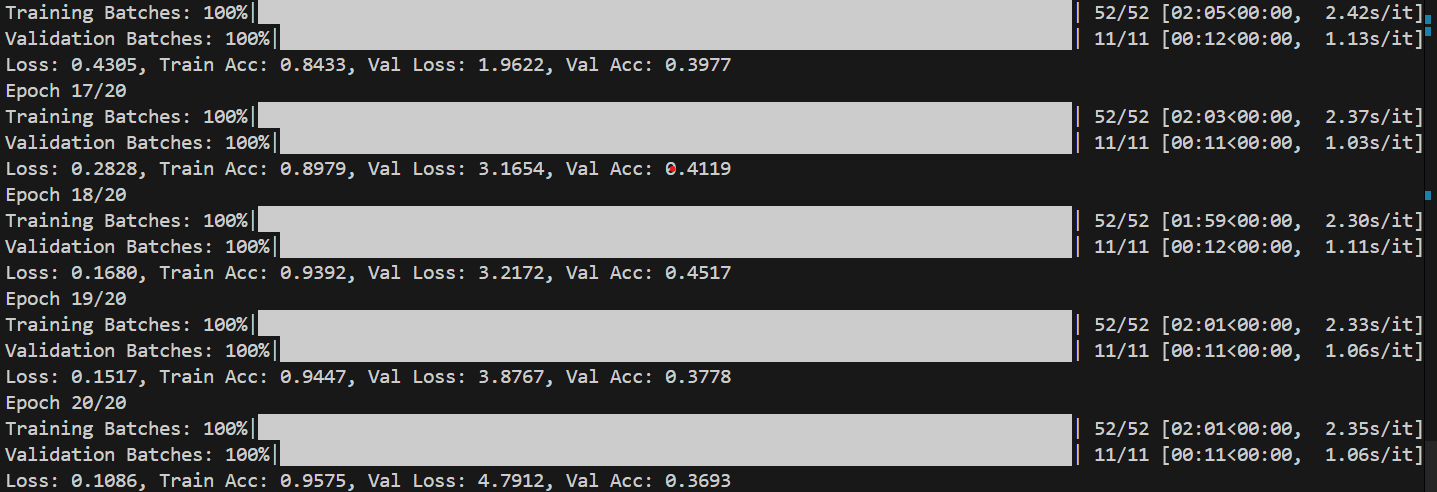 Training Batches: 100%| | 52/52 [02:05<00:00, 2.42s/it]
Validation Batches: 100%| | 11/11 [00:12<00:00, 1.13s/it]
Loss: 0.4305, Train Acc: 0.8433, Val Loss: 1.9622, Val Acc: 0.3977
Epoch 17/20
Training Batches: 100%| | 52/52 [02:03<00:00, 2.37s/it]
Validation Batches: 100%| | 11/11 [00:11<00:00, 1.03s/it]
Loss: 0.2828, Train Acc: 0.8979, Val Loss: 3.1654, Val Acc: 0.4119
Epoch 18/20
Training Batches: 100%| | 52/52 [01:59<00:00, 2.30s/it]
Validation Batches: 100%| | 11/11 [00:12<00:00, 1.11s/it]
Loss: 0.1680, Train Acc: 0.9392, Val Loss: 3.2172, Val Acc: 0.4517
Epoch 19/20
Training Batches: 100%| | 52/52 [02:01<00:00, 2.33s/it]
Validation Batches: 100%| | 11/11 [00:11<00:00, 1.06s/it]
Loss: 0.1517, Train Acc: 0.9447, Val Loss: 3.8767, Val Acc: 0.3778
Epoch 20/20
Training Batches: 100%| | 52/52 [02:01<00:00, 2.35s/it]
Validation Batches: 100%| | 11/11 [00:11<00:00, 1.06s/it]
Loss: 0.1086, Train Acc: 0.9575, Val Loss: 4.7912, Val Acc: 0.3693